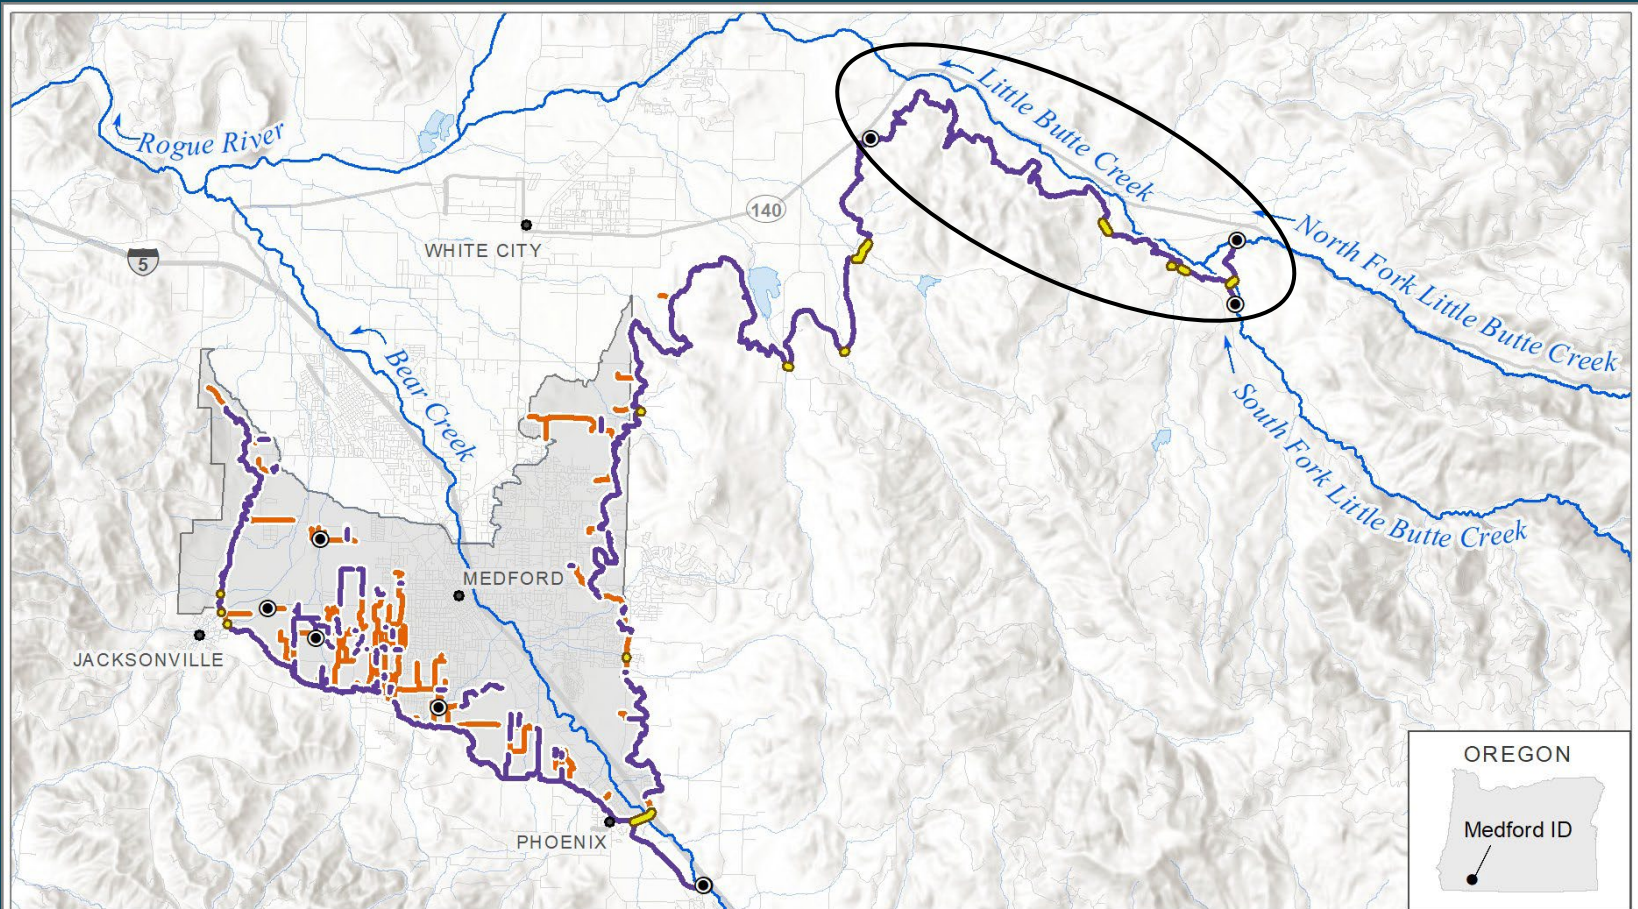 Little Butte Creek
Rogue River
140
North Fork Little Butte Creek
WHITE CITY
5
Bear Creek
South Fork Little Butte Creek
MEDFORD
JACKSONVILLE
PHOENIX
OREGON
Medford ID